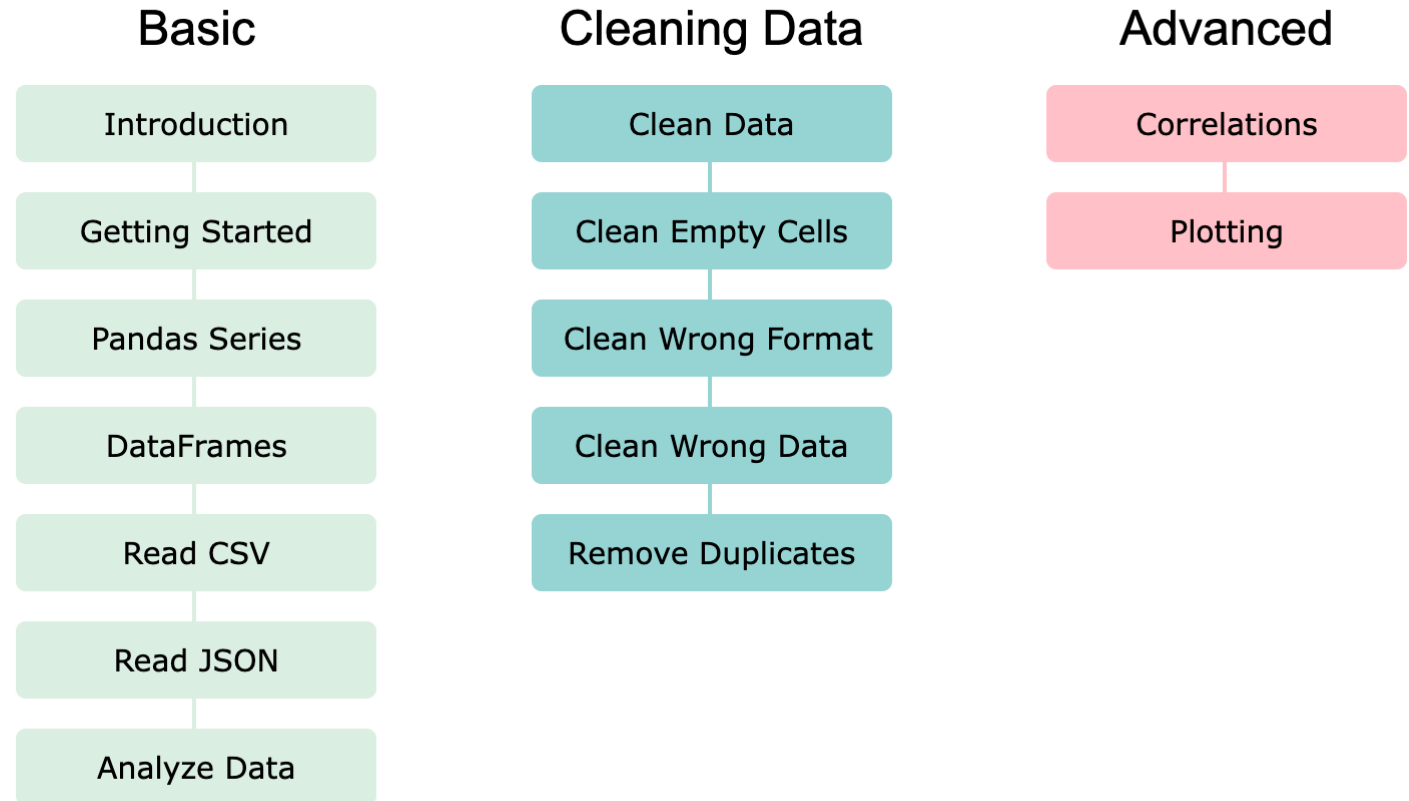 Basic
Introduction
Getting Started
Pandas Series
DataFrames
Read CSV
Read JSON
Analyze Data
Cleaning Data
Clean Data
Clean Empty Cells
Clean Wrong Format
Clean Wrong Data
Remove Duplicates
Advanced
Correlations
Plotting